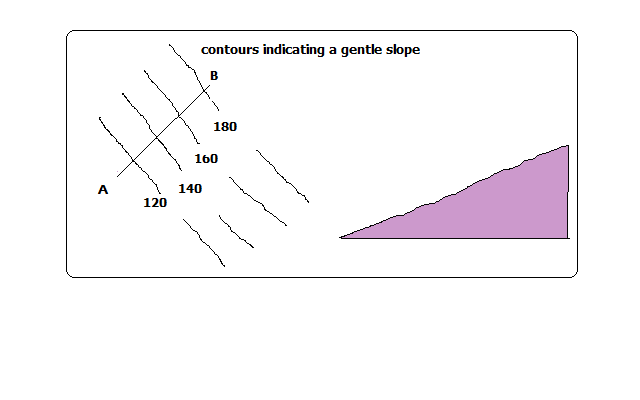 contours indicating a gentle slope
B
180
160
A
140
120